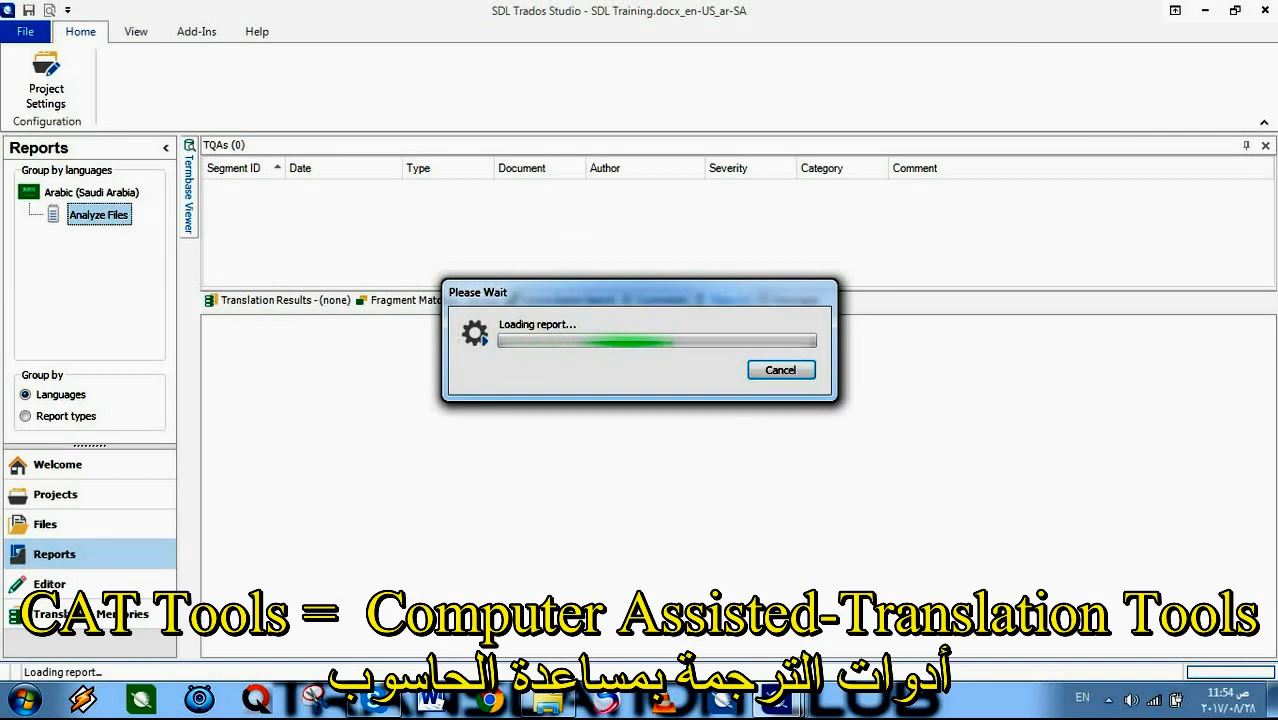 SDL Trados Studio - SDL Training.docx_en-US_ar-SA
File
Home
View
Add-Ins
Help
Project
Settings
Configuration
Reports
Group by languages
Arabic (Saudi Arabia)
Analyze Files
Termbase Viewer
TQAs (0)
Segment ID
Date
Type
Document
Author
Severity
Category
Comment
Translation Results - (none)
Fragment
Please Wait
Loading report...
Cancel
Group by
Languages
Report types
Welcome
Projects
Files
Reports
Editor
CAT Tools = Computer Assisted-Translation Tools
Loading report...
أدوات الترجمة بمساعدة الحاسوب
EN
11:54 ص
٢٠١٧/٠٨/٢٨